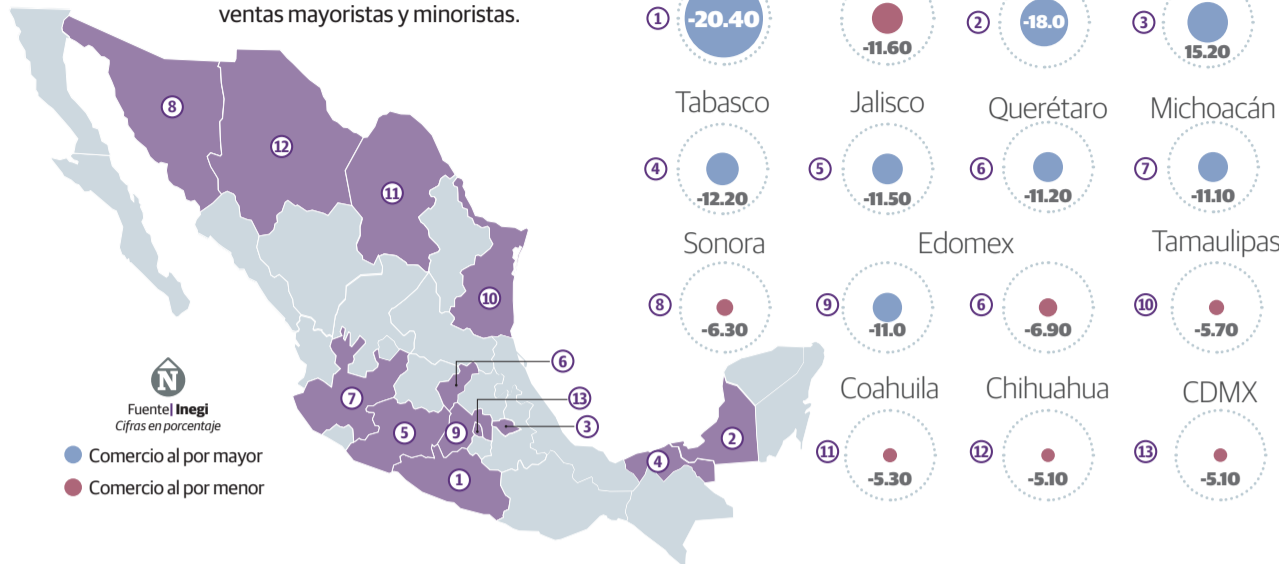 ventas mayoristas y minoristas.
1
-20.40
-11.60
2
-18.0
3
15.20
Tabasco
Jalisco
Querétaro
Michoacán
4
-12.20
5
-11.50
6
-11.20
7
-11.10
Sonora
Edomex
Tamaulipas
8
-6.30
9
-11.0
6
-6.90
10
-5.70
Coahuila
Chihuahua
CDMX
11
-5.30
12
-5.10
13
-5.10
8
12
11
10
6
13
3
7
5
9
1
4
2
N
Fuente| Inegi
Cifras en porcentaje
Comercio al por mayor
Comercio al por menor